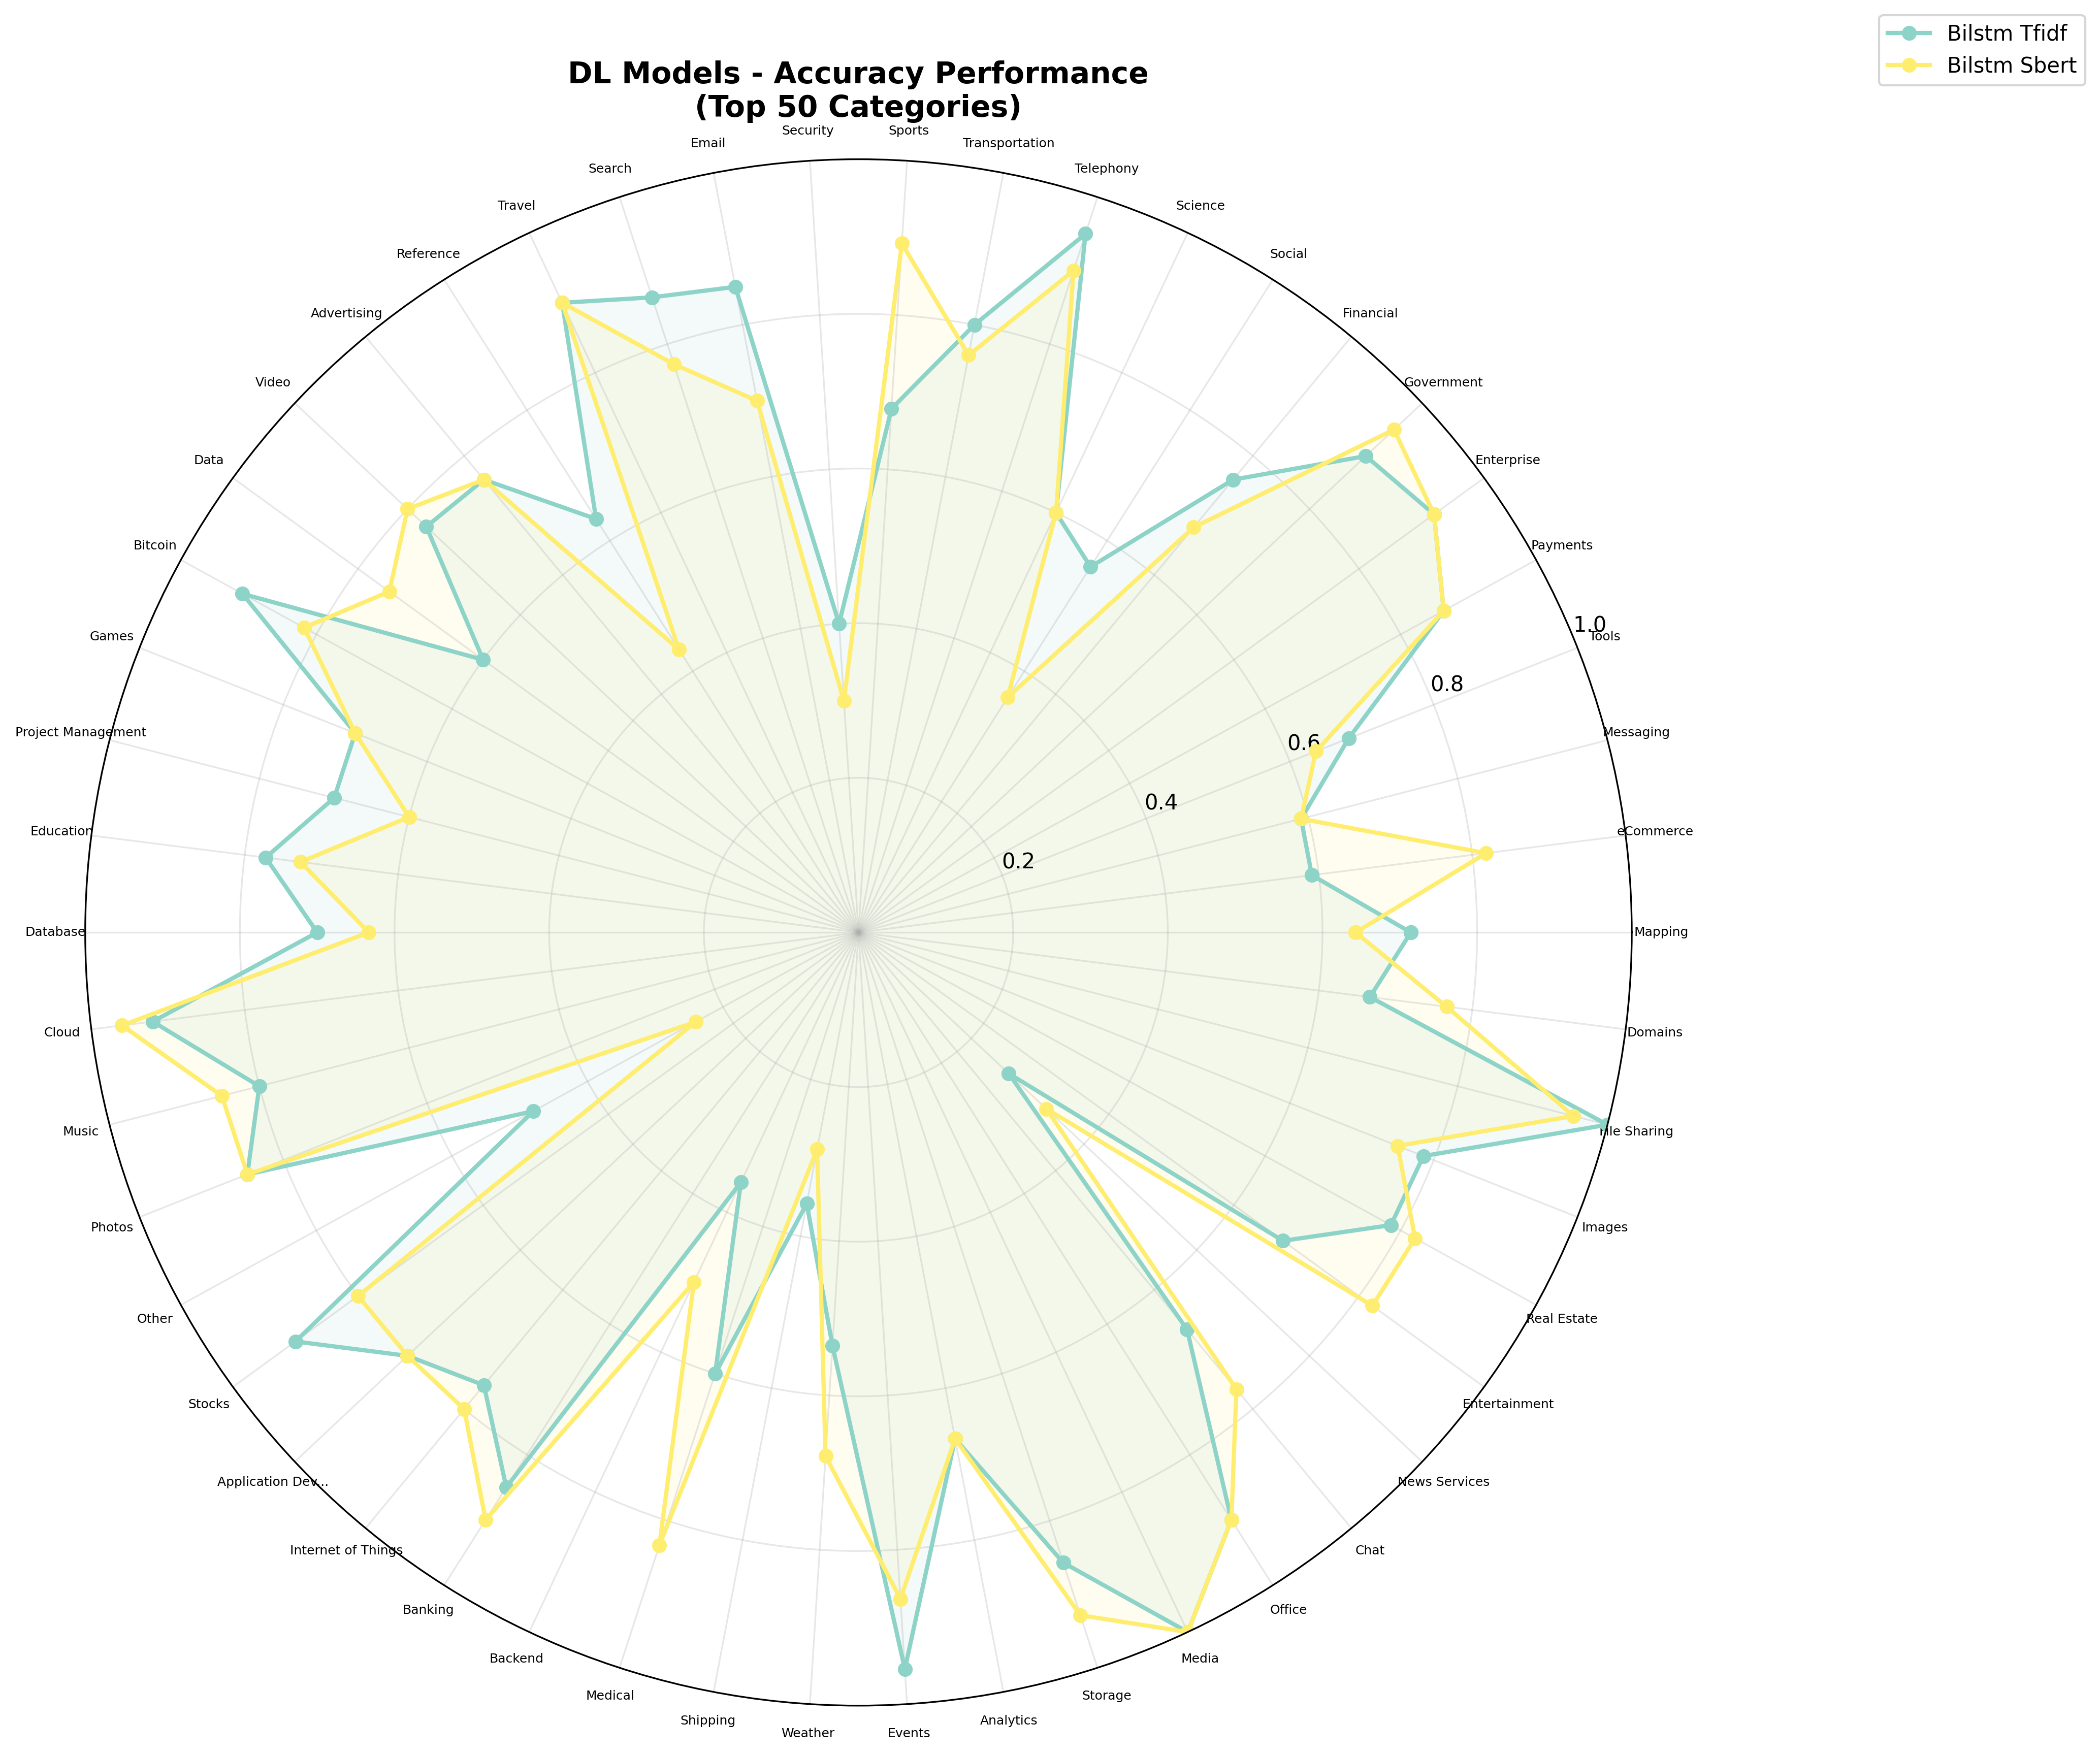 DL Models - Accuracy Performance
(Top 50 Categories)
Bilstm Tfidf
Bilstm Sbert
Mapping
eCommerce
Messaging
Tools
Payments
Enterprise
Government
Financial
Social
Science
Telephony
Transportation
Sports
Security
Email
Search
Travel
Reference
Advertising
Video
Data
Bitcoin
Games
Project Management
Education
Database
Cloud
Music
Photos
Other
Stocks
Application Dev...
Internet of Things
Banking
Backend
Medical
Shipping
Weather
Events
Analytics
Storage
Media
Office
Chat
News Services
Entertainment
Real Estate
Images
File Sharing
Domains
0.2
0.4
0.6
0.8
1.0